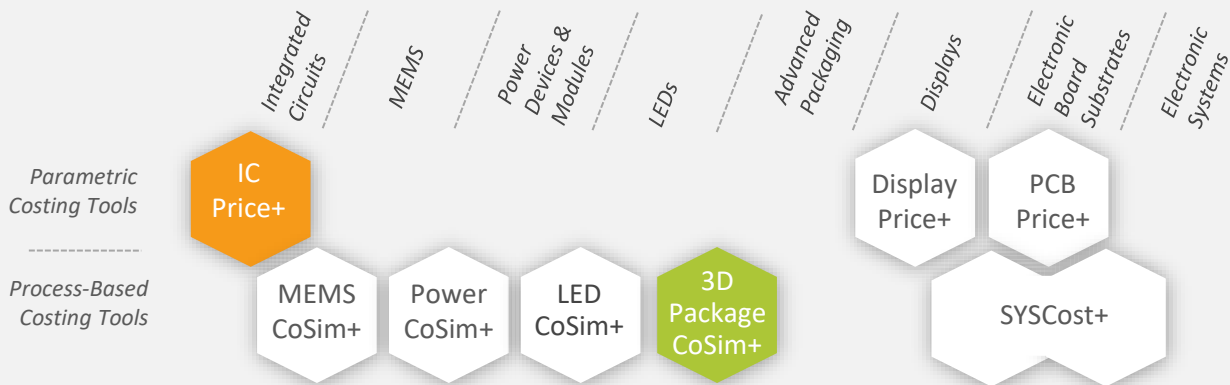 Integrated
Circuits
MEMS
Power
Devices &
Modules
LEDs
Advanced
Packaging
Displays
Electronic
Board
Substrates
Electronic
Systems
Parametric
Costing Tools
IC
Price+
Display
Price+
PCB
Price+
Process-Based
Costing Tools
MEMS
CoSim+
Power
CoSim+
LED
CoSim+
3D
Package
CoSim+
SYSCost+